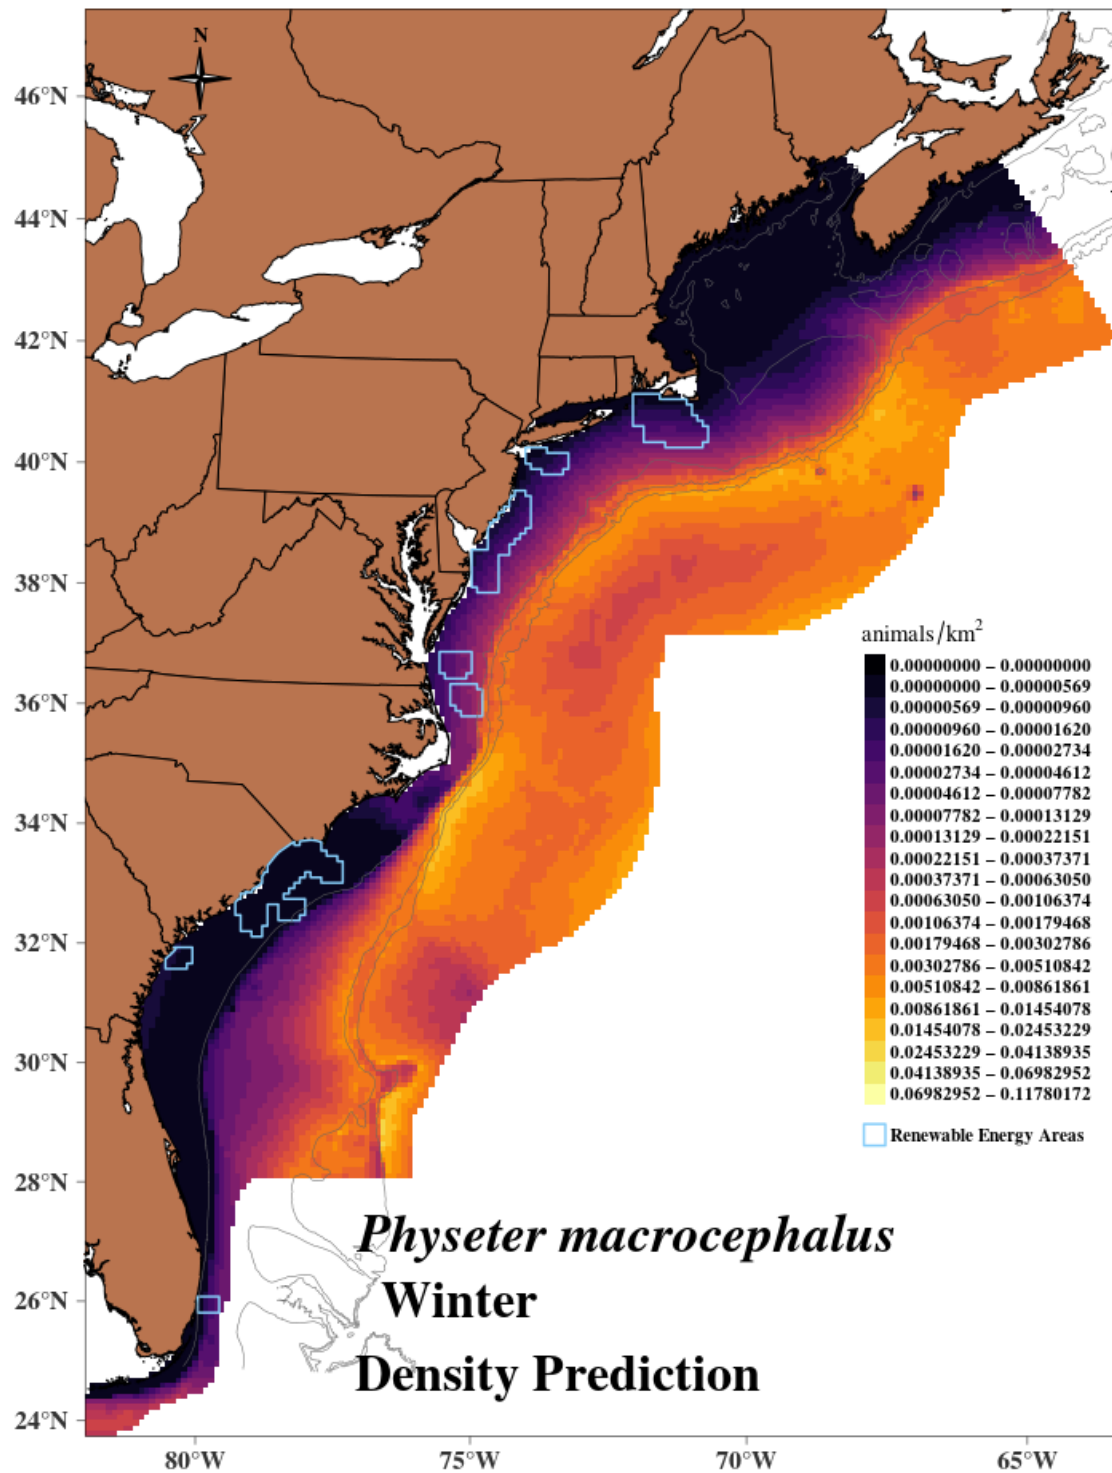 N
46°N
44°N
42°N
40°N
38°N
36°N
34°N
32°N
30°N
28°N
26°N
24°N
animals/km²
0.00000000 – 0.00000000
0.00000000 – 0.00000569
0.00000569 – 0.00000960
0.00000960 – 0.00001620
0.00001620 – 0.00002734
0.00002734 – 0.00004612
0.00004612 – 0.00007782
0.00007782 – 0.00013129
0.00013129 – 0.00022151
0.00022151 – 0.00037371
0.00037371 – 0.00063050
0.00063050 – 0.00106374
0.00106374 – 0.00179468
0.00179468 – 0.00302786
0.00302786 – 0.00510842
0.00510842 – 0.00861861
0.00861861 – 0.01454078
0.01454078 – 0.02453229
0.02453229 – 0.04138935
0.04138935 – 0.06982952
0.06982952 – 0.11780172
Renewable Energy Areas
Physeter macrocephalus
Winter
Density Prediction
80°W 75°W 70°W 65°W